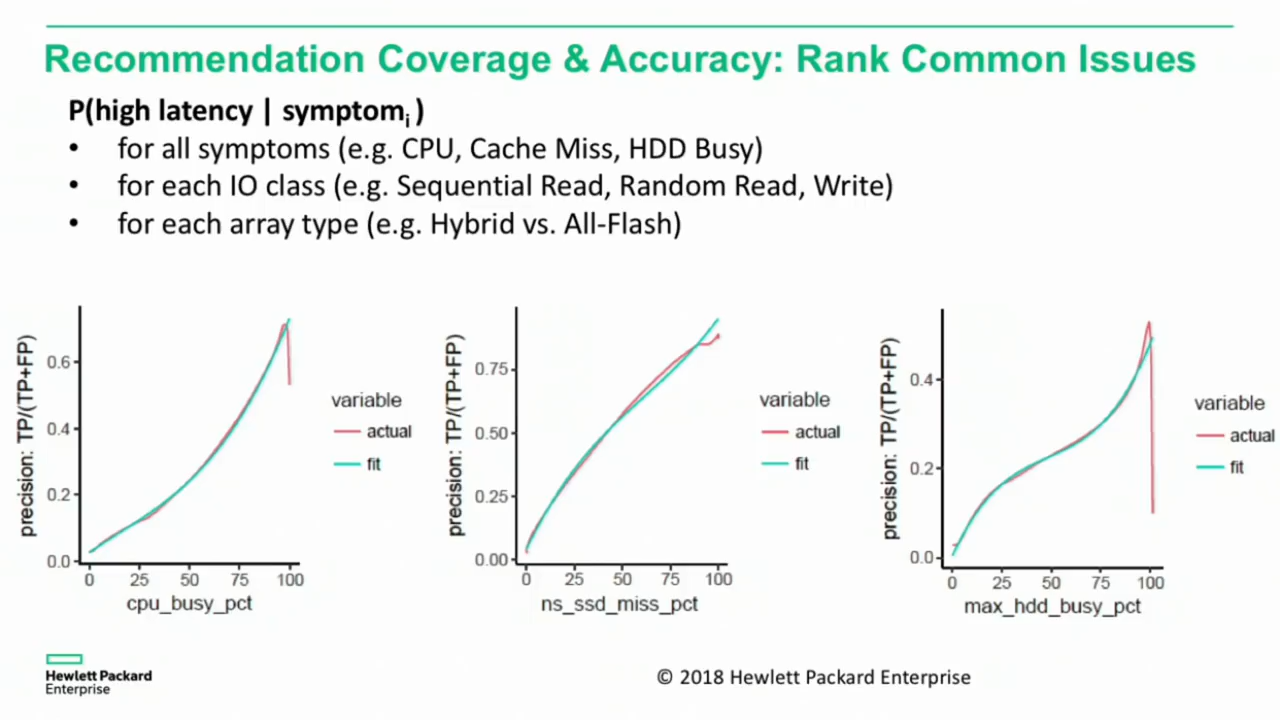 Recommendation Coverage & Accuracy: Rank Common Issues
P(high latency | symptomi )
• for all symptoms (e.g. CPU, Cache Miss, HDD Busy)
• for each IO class (e.g. Sequential Read, Random Read, Write)
• for each array type (e.g. Hybrid vs. All-Flash)
precision: TP/(TP+FP)
0.6
0.4
0.2
0.0
0 25 50 75 100
cpu_busy_pct
variable
actual
fit
precision: TP/(TP+FP)
0.75
0.50
0.25
0.00
0 25 50 75 100
ns_ssd_miss_pct
variable
actual
fit
precision: TP/(TP+FP)
0.4
0.2
0.0
0 25 50 75 100
max_hdd_busy_pct
variable
actual
fit
Hewlett Packard
Enterprise
© 2018 Hewlett Packard Enterprise